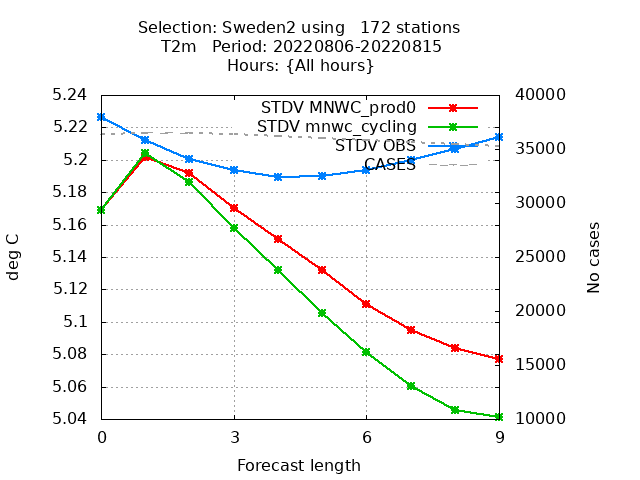 Selection: Sweden2 using   172 stations
T2m   Period: 20220806-20220815
Hours: {All hours}
STDV MNWC_prod0
STDV mnwc_cycling
STDV OBS
CASES
5.24
5.22
5.2
5.18
5.16
5.14
5.12
5.1
5.08
5.06
5.04
40000
35000
30000
25000
20000
15000
10000
deg C
No cases
0 3 6 9
Forecast length